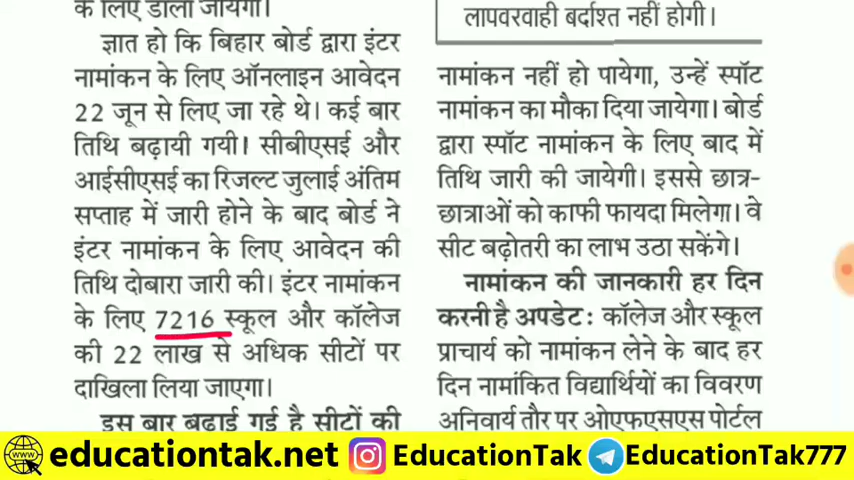 के लिए डाला जायेगा।
ज्ञात हो कि बिहार बोर्ड द्वारा इंटर
नामांकन के लिए ऑनलाइन आवेदन
22 जून से लिए जा रहे थे। कई बार
तिथि बढ़ायी गयी। सीबीएसई और
आईसीएसई का रिजल्ट जुलाई अंतिम
सप्ताह में जारी होने के बाद बोर्ड ने
इंटर नामांकन के लिए आवेदन की
तिथि दोबारा जारी की। इंटर नामांकन
के लिए 7216 स्कूल और कॉलेज
की 22 लाख से अधिक सीटों पर
दाखिला लिया जाएगा।
इस बार बढ़ाई गई है सीटों की
लापवरवाही बर्दाश्त नहीं होगी।
नामांकन नहीं हो पायेगा, उन्हें स्पॉट
नामांकन का मौका दिया जायेगा। बोर्ड
द्वारा स्पॉट नामांकन के लिए बाद में
तिथि जारी की जायेगी। इससे छात्र-
छात्राओं को काफी फायदा मिलेगा। वे
सीट बढ़ोतरी का लाभ उठा सकेंगे।
नामांकन की जानकारी हर दिन
करनी है अपडेट: कॉलेज और स्कूल
प्राचार्य को नामांकन लेने के बाद हर
दिन नामांकित विद्यार्थियों का विवरण
अनिवार्य तौर पर ओएफएसएस पोर्टल
educationtak.net EducationTak EducationTak777